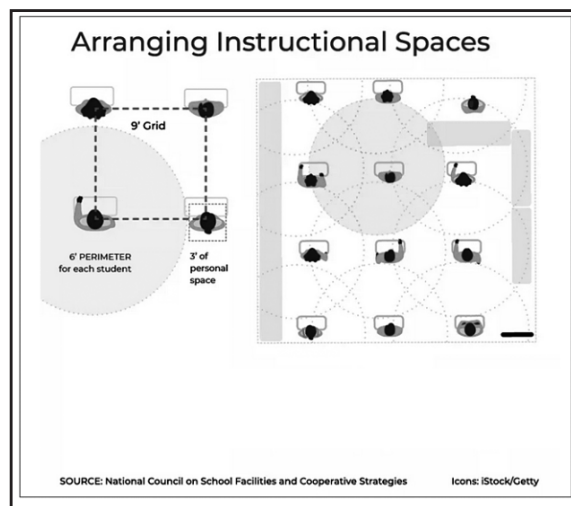 Arranging Instructional Spaces
9' Grid
6' PERIMETER
for each student
3' of
personal
space
SOURCE: National Council on School Facilities and Cooperative Strategies
Icons: iStock/Getty